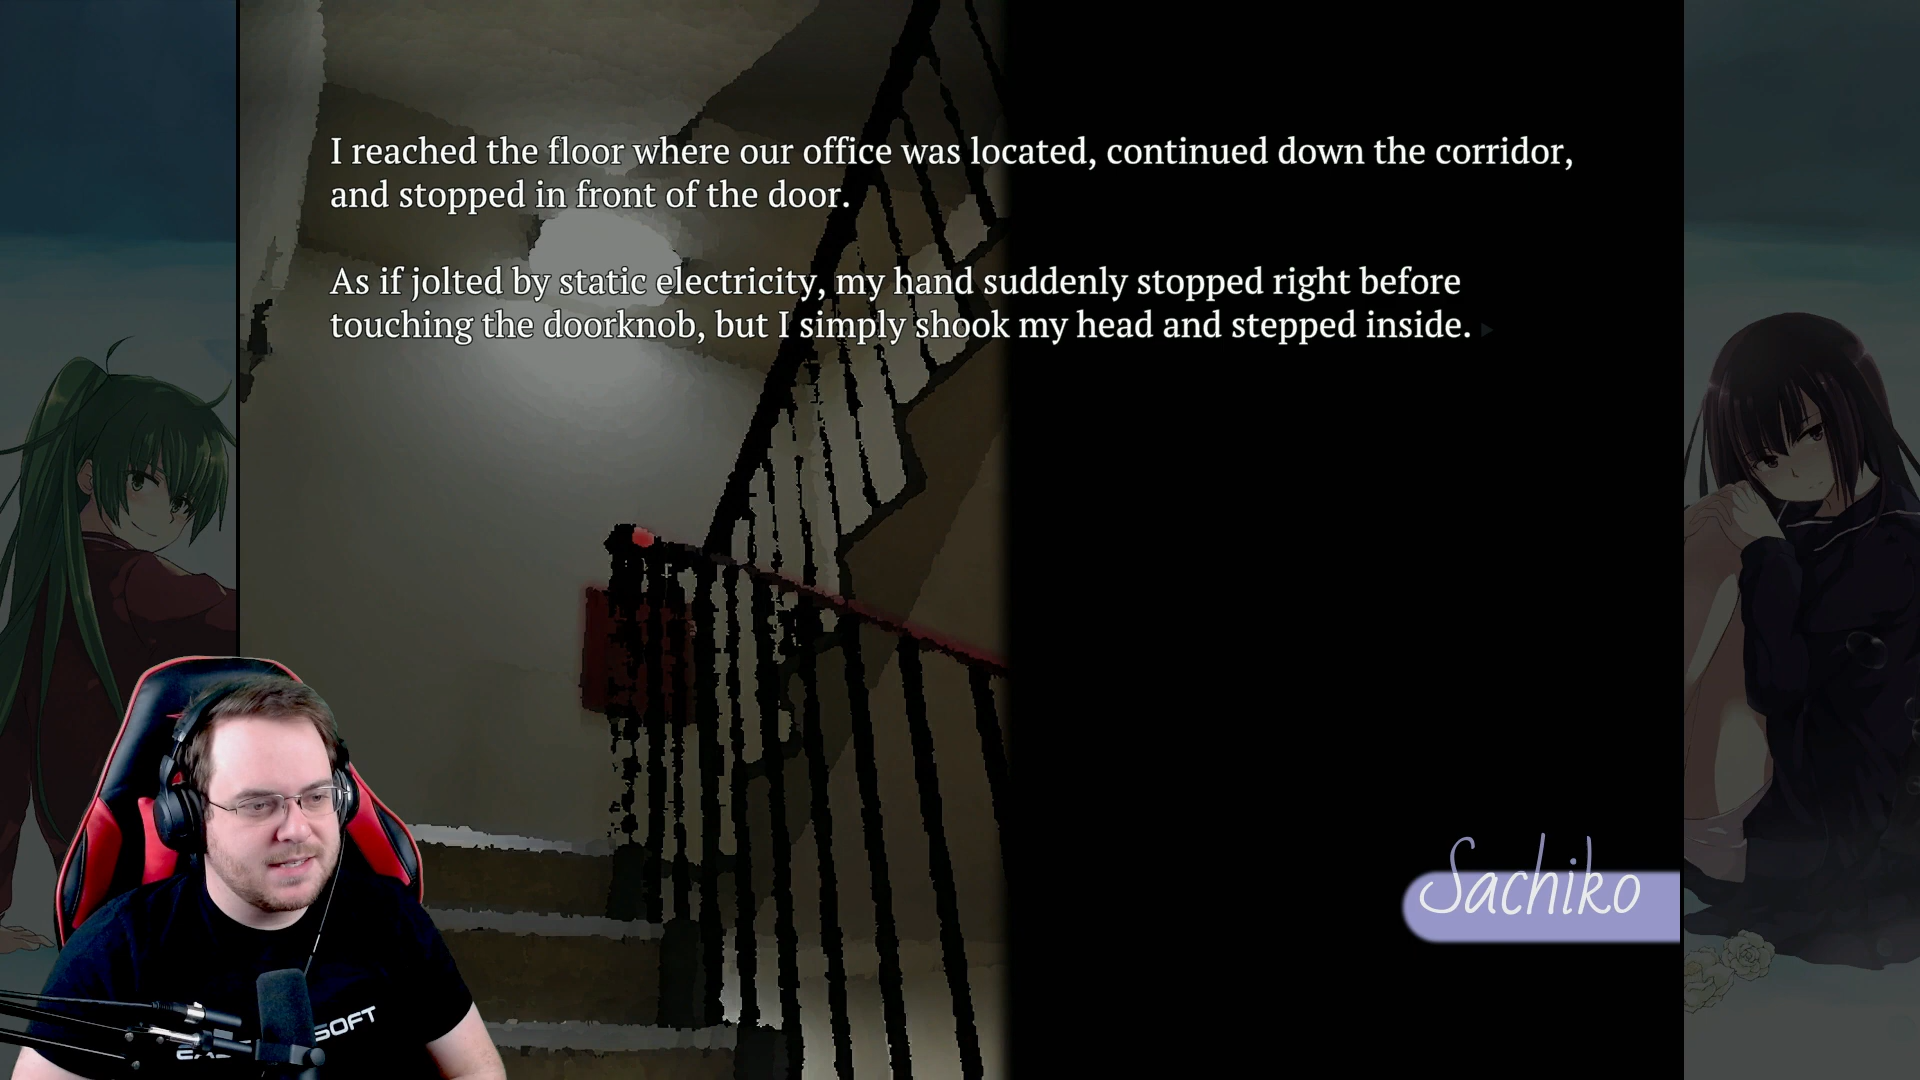 I reached the floor where our office was located, continued down the corridor,
and stopped in front of the door.
As if jolted by static electricity, my hand suddenly stopped right before
touching the doorknob, but I simply shook my head and stepped inside.
Sachiko